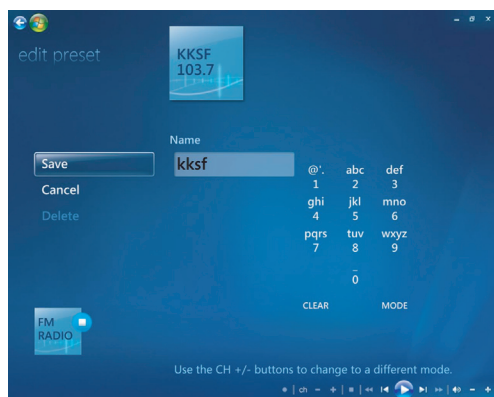 edit preset
KKSF
103.7
Name
Save
kksf
Cancel
Delete
@'. abc def
1 2 3
ghi jkl mno
4 5 6
pqrs tuv wxyz
7 8 9
_
0
CLEAR MODE
FM
RADIO
Use the CH +/- buttons to change to a different mode.
ch - +